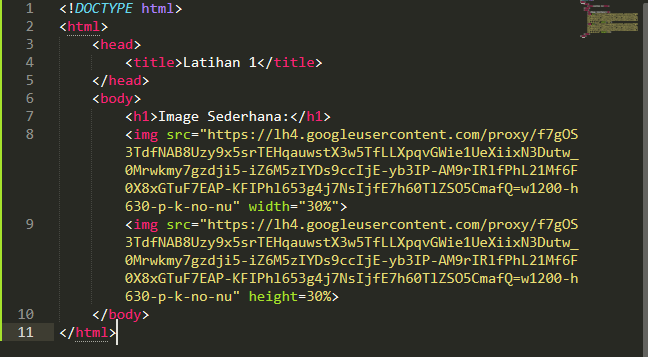 1 <!DOCTYPE html>
2 <html>
3 <head>
4 <title>Latihan 1</title>
5 </head>
6 <body>
7 <h1>Image Sederhana:</h1>
8 <img src="https://lh4.googleusercontent.com/proxy/f7gOS
3TdfNAB8Uzy9x5srTEHqauwstX3w5TfLLXpqvGWie1UeXiixN3Dutw_
0Mrwkmy7gzdji5-iZ6M5zIYDs9ccIjE-yb3IP-AM9rIRlfPhL21Mf6F
0X8xGTuF7EAP-KFIPhl653g4j7NsIjfE7h60TlZSO5CmafQ=w1200-h
630-p-k-no-nu" width="30%">
9 <img src="https://lh4.googleusercontent.com/proxy/f7gOS
3TdfNAB8Uzy9x5srTEHqauwstX3w5TfLLXpqvGWie1UeXiixN3Dutw_
0Mrwkmy7gzdji5-iZ6M5zIYDs9ccIjE-yb3IP-AM9rIRlfPhL21Mf6F
0X8xGTuF7EAP-KFIPhl653g4j7NsIjfE7h60TlZSO5CmafQ=w1200-h
630-p-k-no-nu" height=30%>
10 </body>
11 </html>